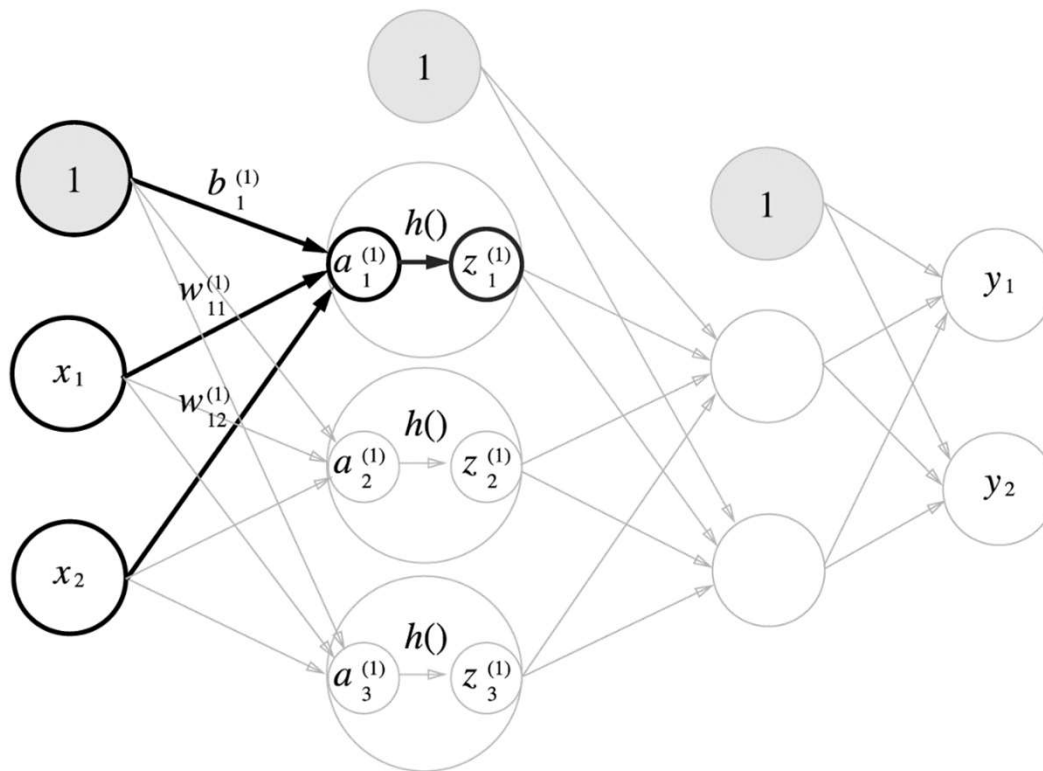 1
1
b₁⁽¹⁾
1
h()
a₁⁽¹⁾
z₁⁽¹⁾
y₁
w₁₁⁽¹⁾
x₁
w₁₂⁽¹⁾
h()
a₂⁽¹⁾
z₂⁽¹⁾
y₂
x₂
h()
a₃⁽¹⁾
z₃⁽¹⁾